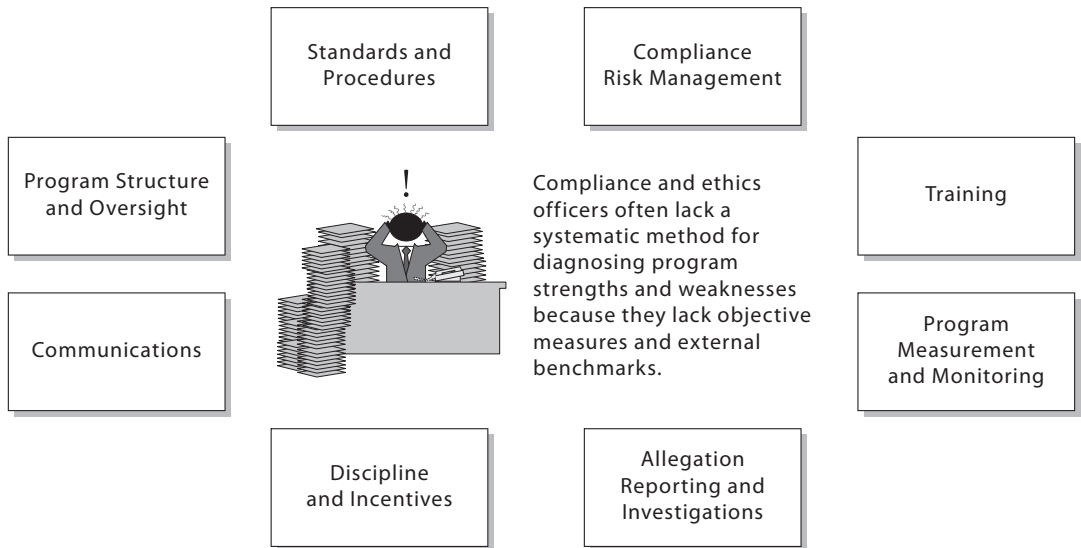 Standards and
Procedures
Compliance
Risk Management
Program Structure
and Oversight
!
Compliance and ethics
officers often lack a
systematic method for
diagnosing program
strengths and weaknesses
because they lack objective
measures and external
benchmarks.
Training
Communications
Program
Measurement
and Monitoring
Discipline
and Incentives
Allegation
Reporting and
Investigations